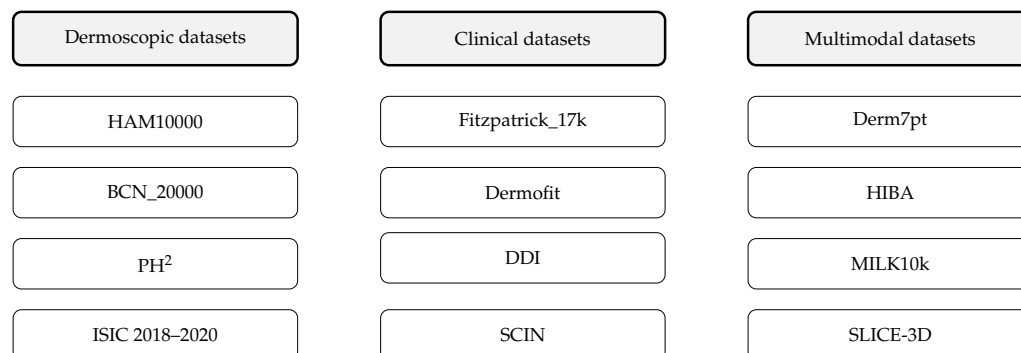 Dermoscopic datasets
Clinical datasets
Multimodal datasets
HAM10000
Fitzpatrick_17k
Derm7pt
BCN_20000
Dermofit
HIBA
PH²
DDI
MILK10k
ISIC 2018–2020
SCIN
SLICE-3D